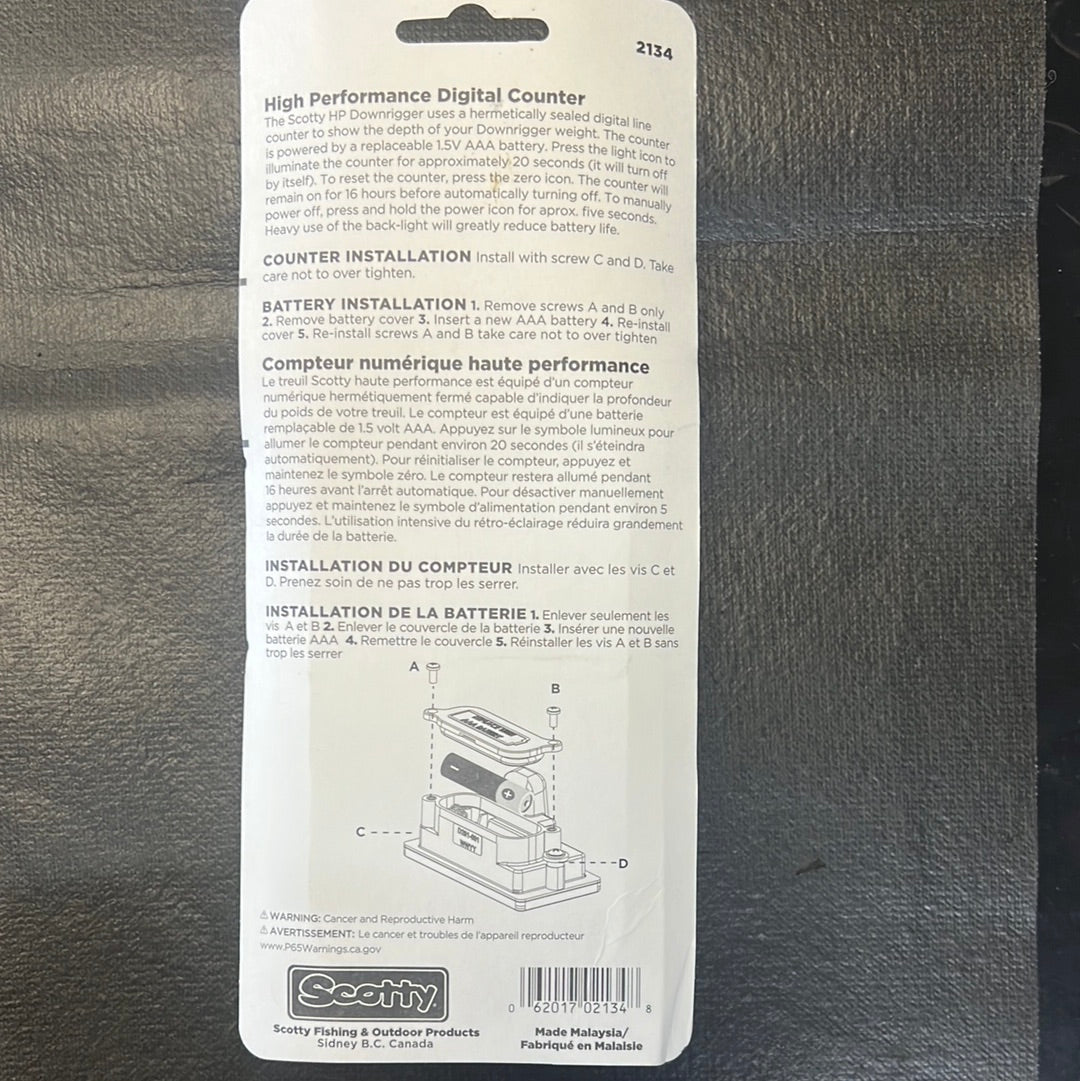 2134
High Performance Digital Counter
The Scotty HP Downrigger uses a hermetically sealed digital line
counter to show the depth of your Downrigger weight. The counter
is powered by a replaceable 1.5V AAA battery. Press the light icon to
illuminate the counter for approximately 20 seconds (it will turn off
by itself). To reset the counter, press the zero icon. The counter will
remain on for 16 hours before automatically turning off. To manually
power off, press and hold the power icon for aprox. five seconds.
Heavy use of the back-light will greatly reduce battery life.
COUNTER INSTALLATION Install with screw C and D. Take
care not to over tighten.
BATTERY INSTALLATION 1. Remove screws A and B only
2. Remove battery cover 3. Insert a new AAA battery 4. Re-install
cover 5. Re-install screws A and B take care not to over tighten
Compteur numérique haute performance
Le treuil Scotty haute performance est équipé d'un compteur
numérique hermétiquement fermé capable d'indiquer la profondeur
du poids de votre treuil. Le compteur est équipé d'une batterie
remplaçable de 1.5 volt AAA. Appuyez sur le symbole lumineux pour
allumer le compteur pendant environ 20 secondes (il s'éteindra
automatiquement). Pour réinitialiser le compteur, appuyez et
maintenez le symbole zéro. Le compteur restera allumé pendant
16 heures avant l'arrêt automatique. Pour désactiver manuellement
appuyez et maintenez le symbole d'alimentation pendant environ 5
secondes. L'utilisation intensive du rétro-éclairage réduira grandement
la durée de la batterie.
INSTALLATION DU COMPTEUR Installer avec les vis C et
D. Prenez soin de ne pas trop les serrer.
INSTALLATION DE LA BATTERIE 1. Enlever seulement les
vis A et B 2. Enlever le couvercle de la batterie 3. Insérer une nouvelle
batterie AAA 4. Remettre le couvercle 5. Réinstaller les vis A et B sans
trop les serrer
A
B
C
D
⚠ WARNING: Cancer and Reproductive Harm
⚠ AVERTISSEMENT: Le cancer et troubles de l'appareil reproducteur
www.P65Warnings.ca.gov
Scotty
Scotty Fishing & Outdoor Products
Sidney B.C. Canada
0 62017 02134 8
Made Malaysia/
Fabriqué en Malaisie